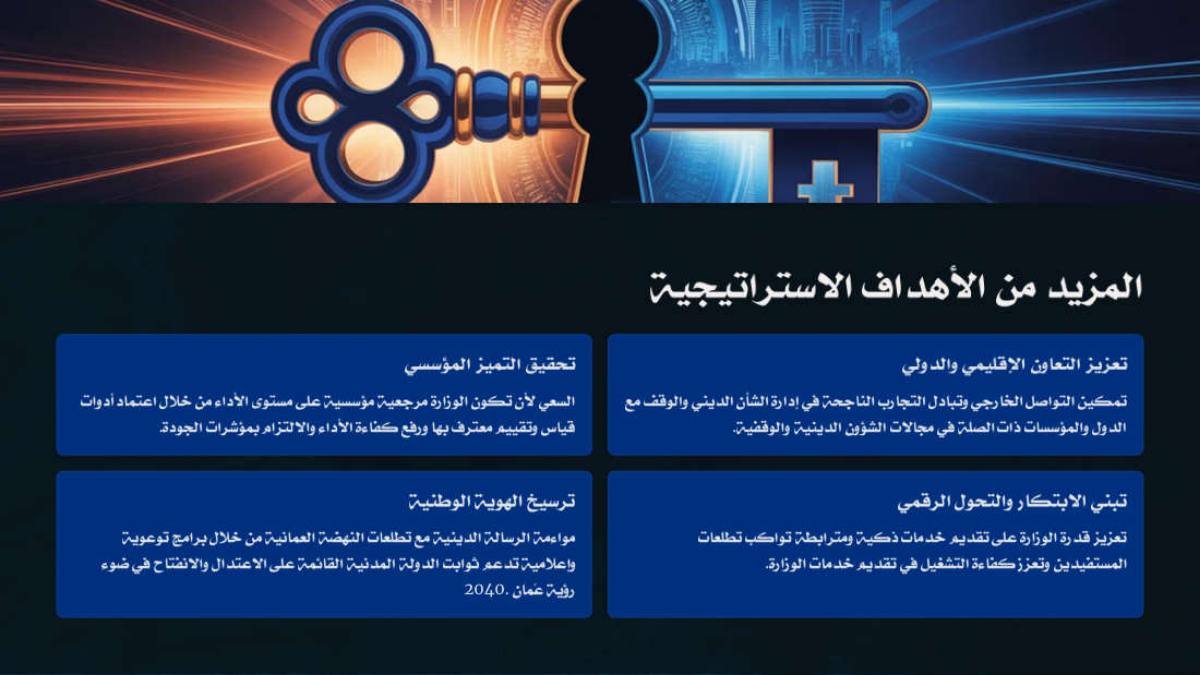 المزيد من الأهداف الاستراتيجية
تعزيز التعاون الإقليمي والدولي
تمكين التواصل الخارجي وتبادل التجارب الناجحة في إدارة الشأن الديني والوقف مع
الدول والمؤسسات ذات الصلة في مجالات الشؤون الدينية والوقفية.
تحقيق التميز المؤسسي
السعي لأن تكون الوزارة مرجعية مؤسسية على مستوى الأداء من خلال اعتماد أدوات
قياس وتقييم معترف بها ورفع كفاءة الأداء والالتزام بمؤشرات الجودة.
تبني الابتكار والتحول الرقمي
تعزيز قدرة الوزارة على تقديم خدمات ذكية ومترابطة تواكب تطلعات
المستفيدين وتعزز كفاءة التشغيل في تقديم خدمات الوزارة.
ترسيخ الهوية الوطنية
مواءمة الرسالة الدينية مع تطلعات النهضة العمانية من خلال برامج توعوية
وإعلامية تدعم ثوابت الدولة المدنية القائمة على الاعتدال والانفتاح في ضوء
رؤية عُمان .2040